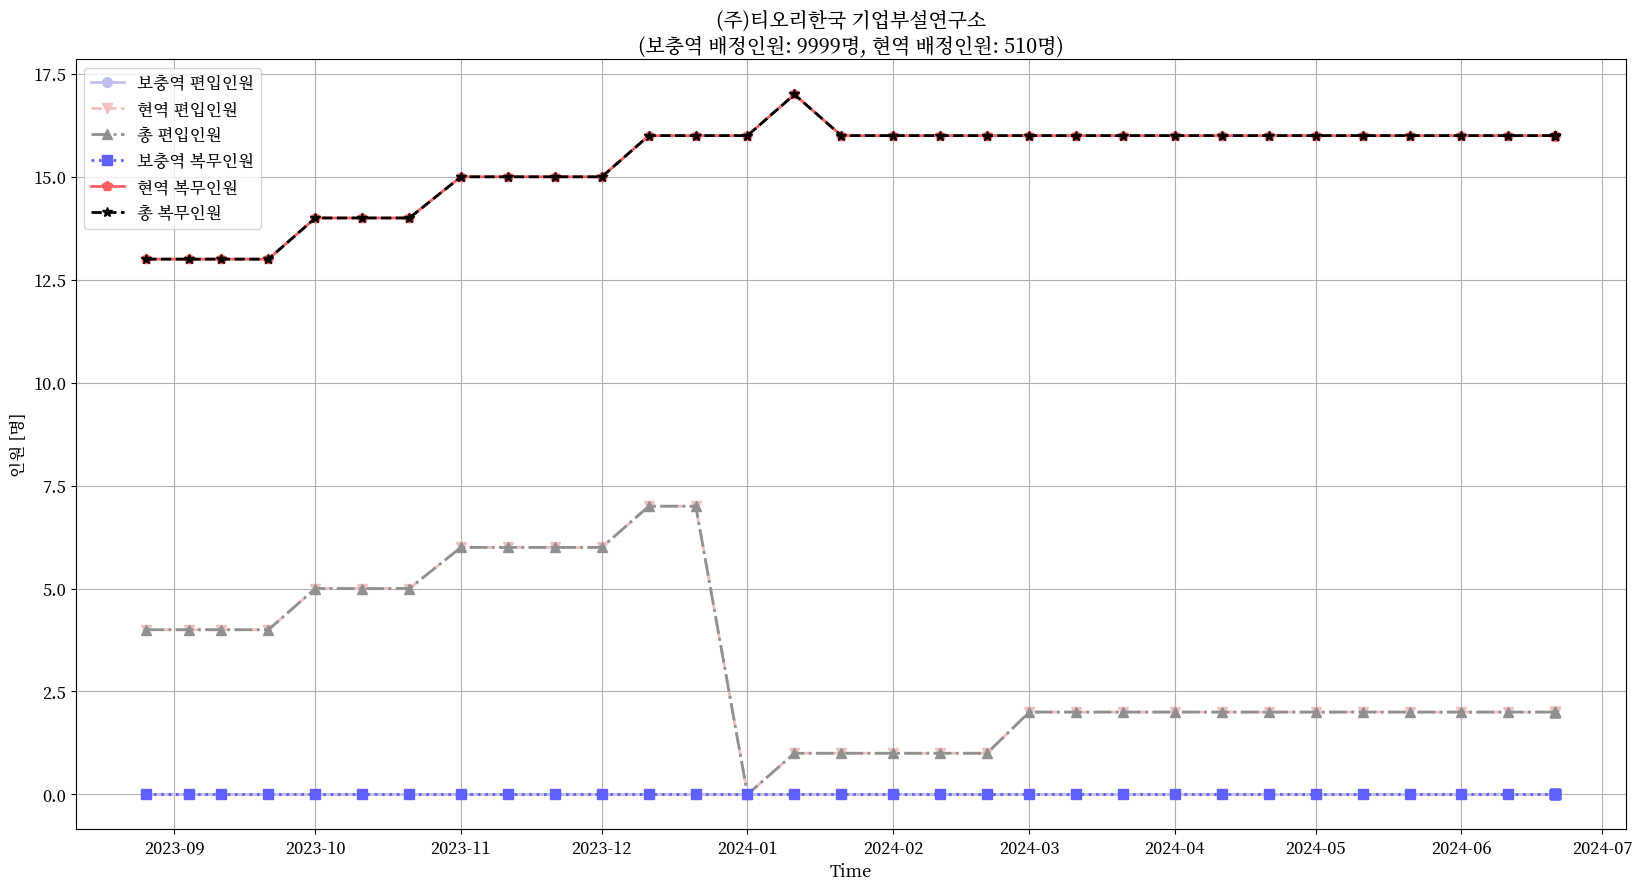 (주)티오리한국 기업부설연구소
(보충역 배정인원: 9999명, 현역 배정인원: 510명)
17.5
15.0
12.5
10.0
7.5
5.0
2.5
0.0
인원 [명]
보충역 편입인원
현역 편입인원
총 편입인원
보충역 복무인원
현역 복무인원
총 복무인원
2023-09
2023-10
2023-11
2023-12
2024-01
2024-02
2024-03
2024-04
2024-05
2024-06
2024-07
Time